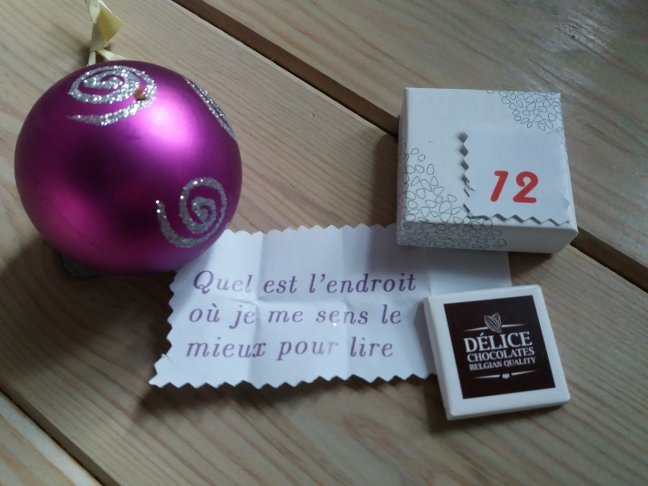 12
Quel est l'endroit
où je me sens le
mieux pour lire
DÉLICE
CHOCOLATES
BELGIAN QUALITY